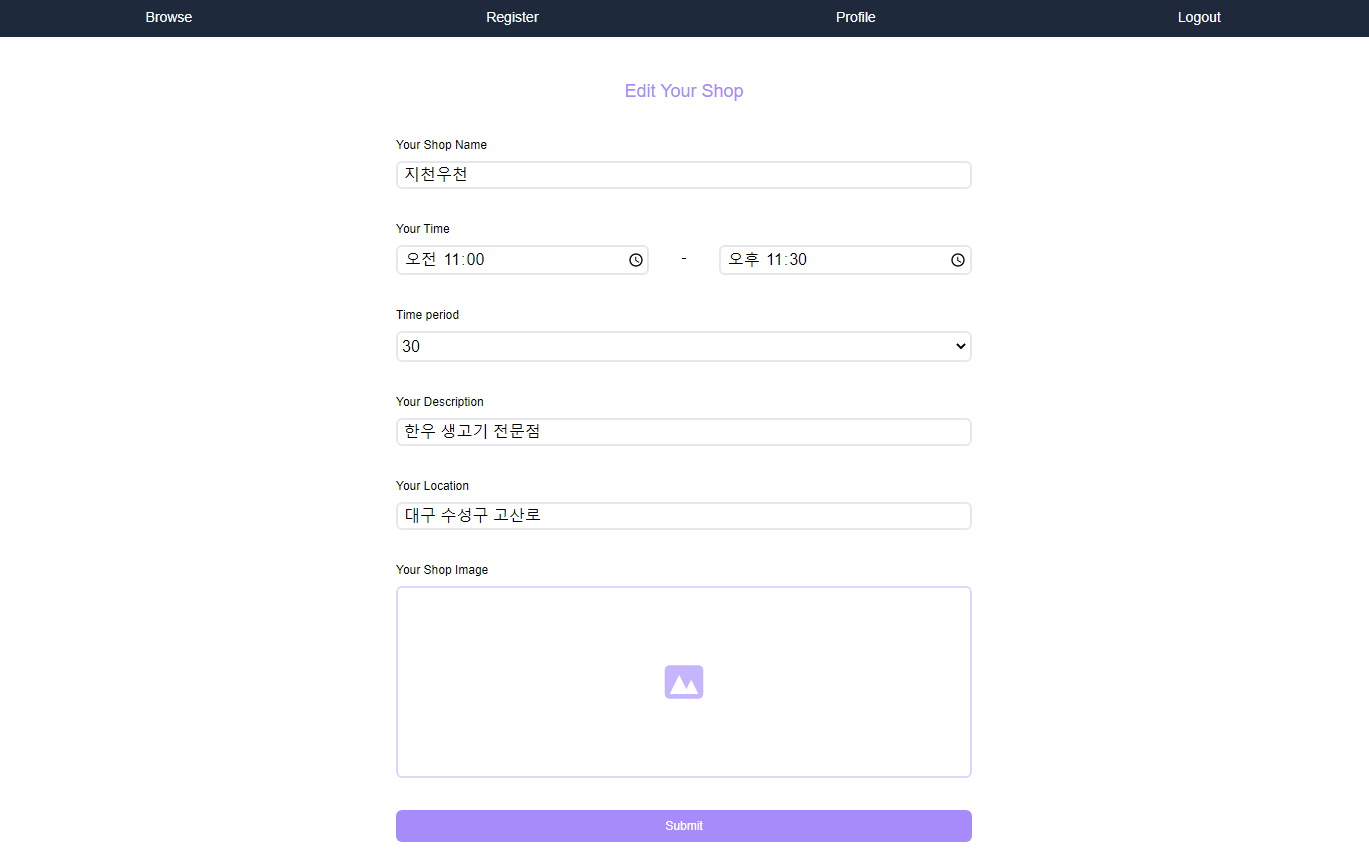 Browse Register Profile Logout
Edit Your Shop
Your Shop Name
지천우천
Your Time
오전 11:00 - 오후 11:30
Time period
30
Your Description
한우 생고기 전문점
Your Location
대구 수성구 고산로
Your Shop Image
Submit